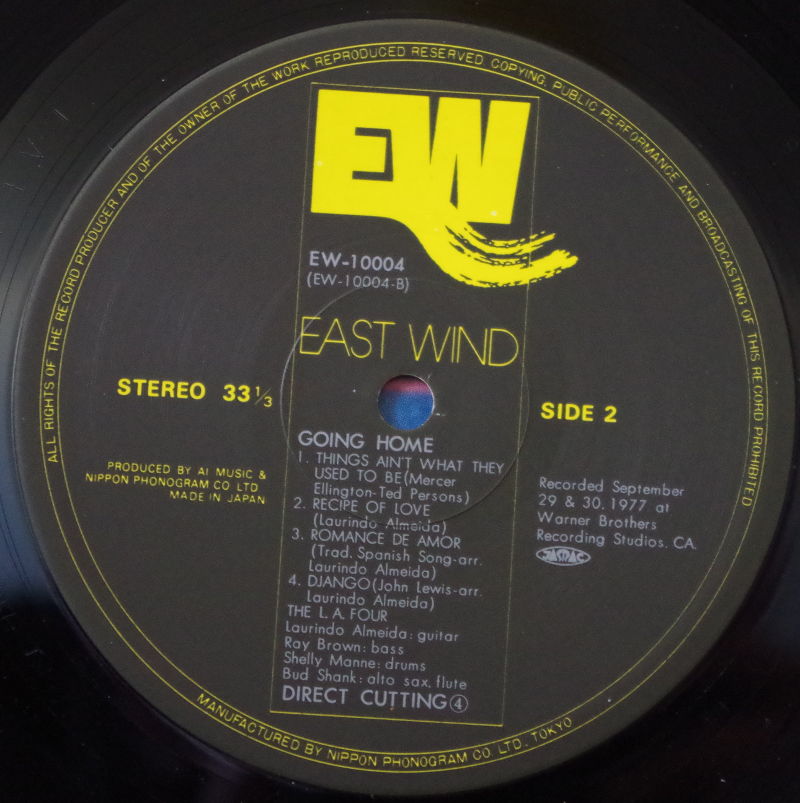 ALL RIGHTS OF THE RECORD PRODUCER AND OF THE OWNER OF THE WORK REPRODUCED RESERVED COPYING, PUBLIC PERFORMANCE AND BROADCASTING OF THIS RECORD PROHIBITED
EW
EW-10004
(EW-10004-B)
EAST WIND
STEREO 33 1/3
SIDE 2
PRODUCED BY AI MUSIC &
NIPPON PHONOGRAM CO LTD
MADE IN JAPAN
GOING HOME
1. THINGS AIN'T WHAT THEY
USED TO BE(Mercer
Ellington-Ted Persons)
2. RECIPE OF LOVE
(Laurindo Almeida)
3. ROMANCE DE AMOR
(Trad. Spanish Song-arr.
Laurindo Almeida)
4. DJANGO(John Lewis-arr.
Laurindo Almeida)
THE L.A. FOUR
Laurindo Almeida: guitar
Ray Brown: bass
Shelly Manne: drums
Bud Shank: alto sax, flute
DIRECT CUTTING④
Recorded September
29 & 30, 1977 at
Warner Brothers
Recording Studios. CA.
JASRAC
MANUFACTURED BY NIPPON PHONOGRAM CO. LTD. TOKYO